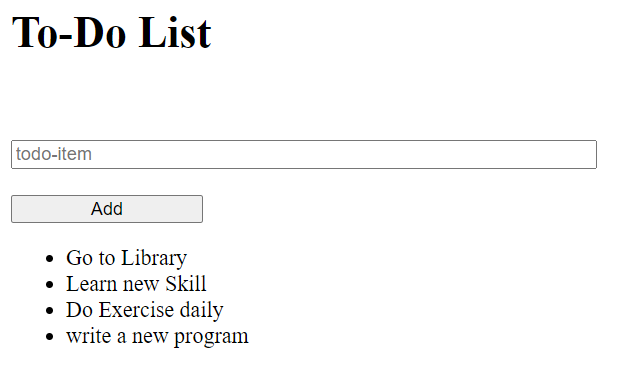 To-Do List
todo-item
Add
Go to Library
Learn new Skill
Do Exercise daily
write a new program